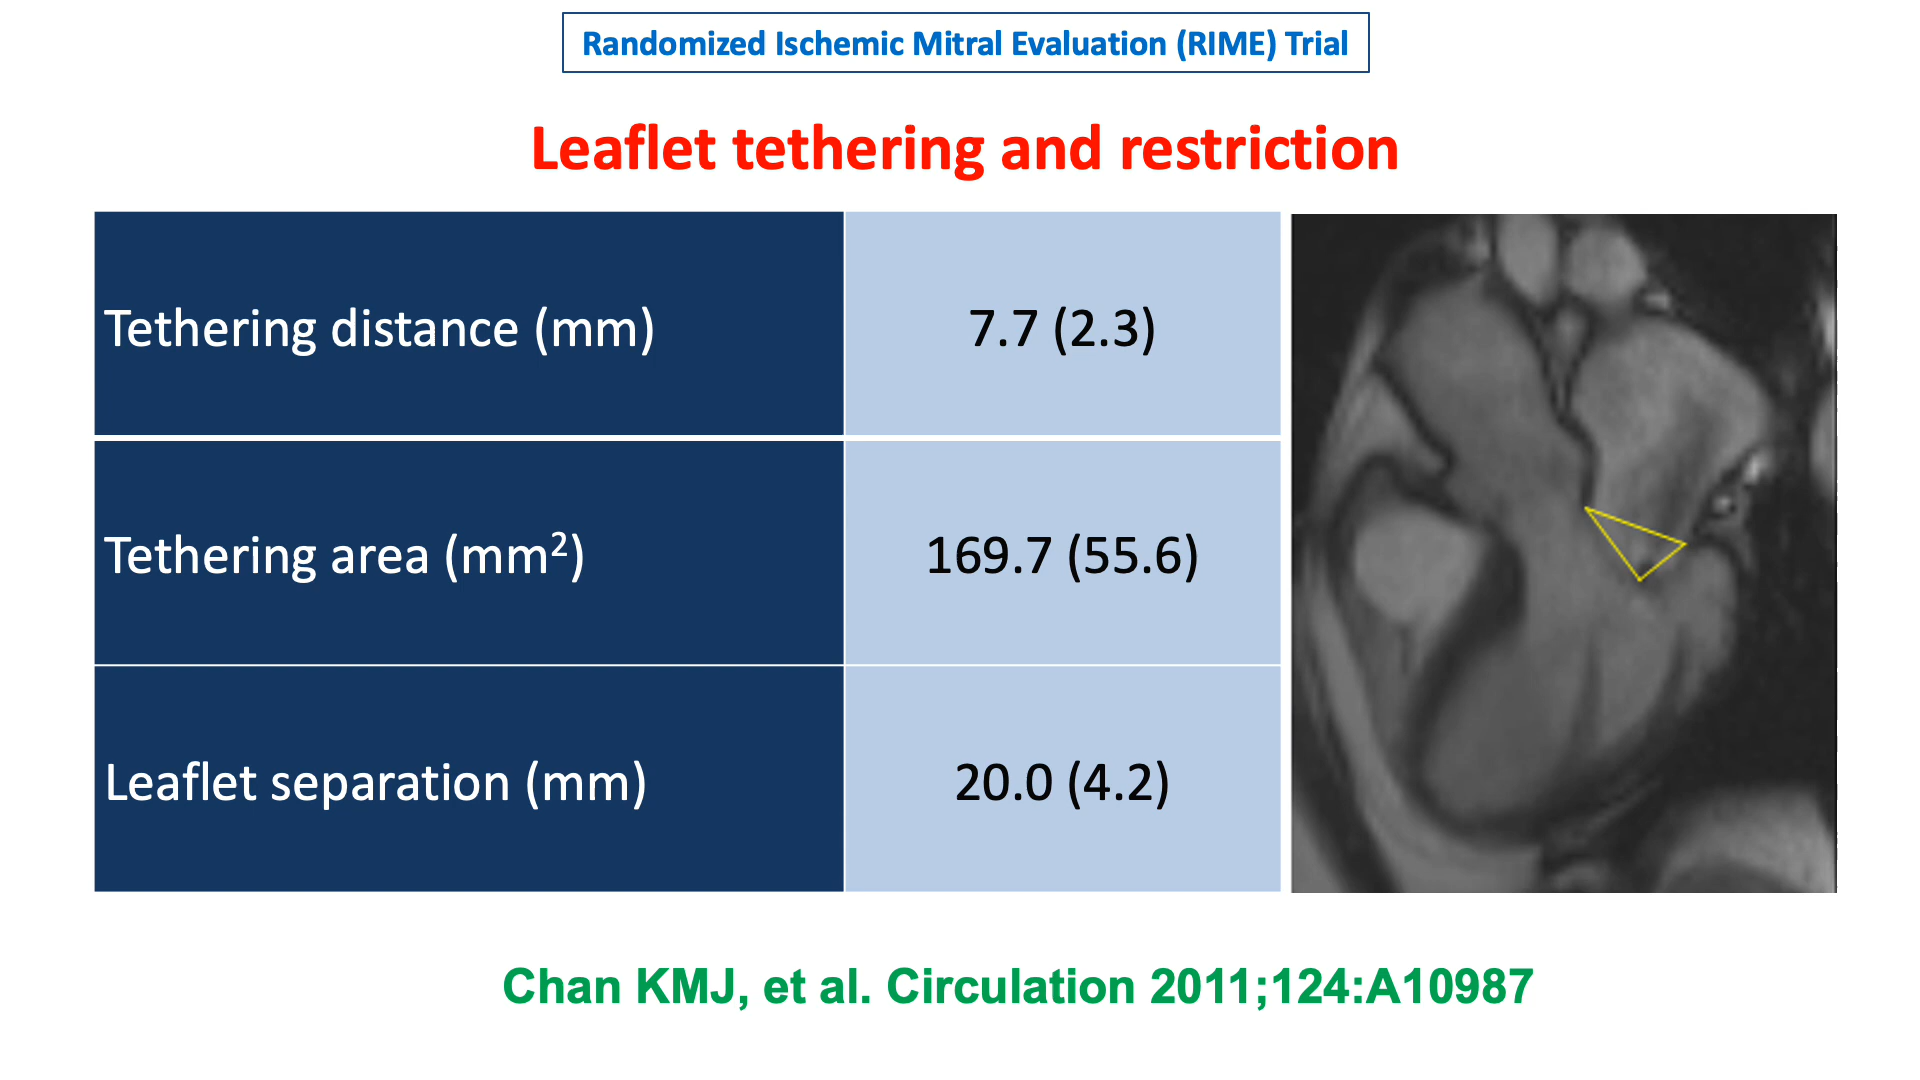 Randomized Ischemic Mitral Evaluation (RIME) Trial
Leaflet tethering and restriction
Tethering distance (mm) 7.7 (2.3)
Tethering area (mm²) 169.7 (55.6)
Leaflet separation (mm) 20.0 (4.2)
Chan KMJ, et al. Circulation 2011;124:A10987